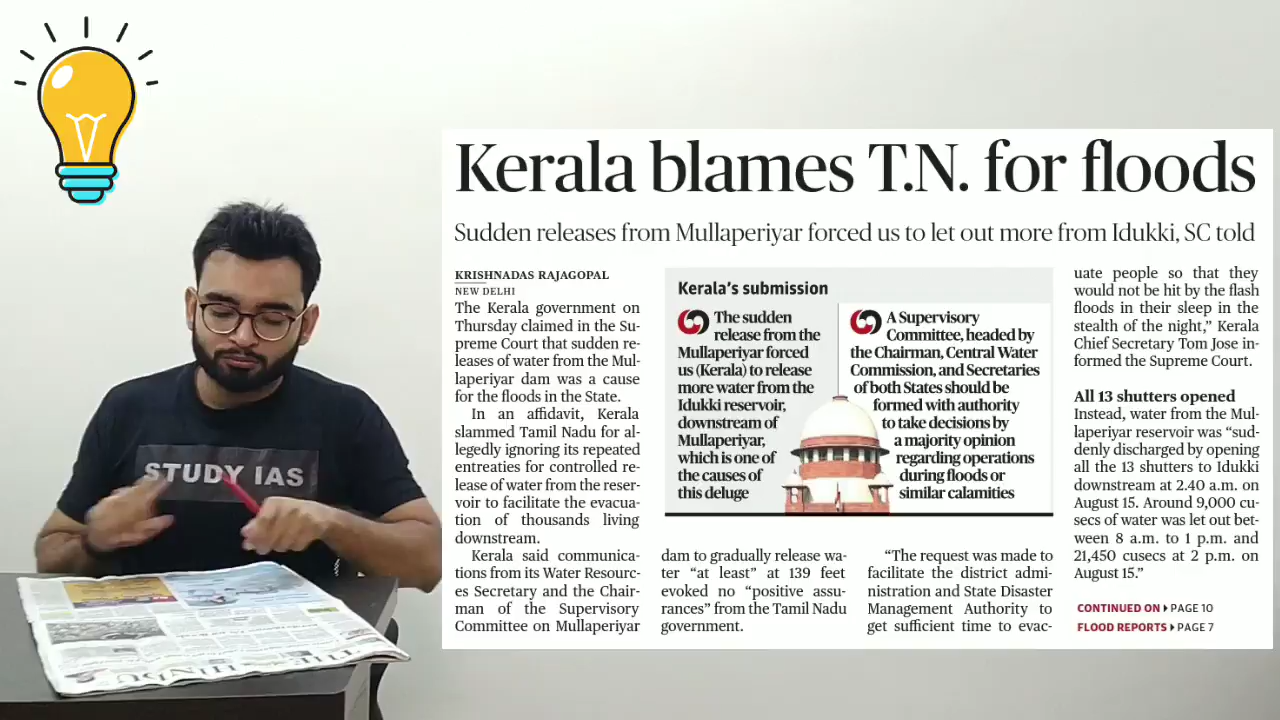 STUDY IAS
THE HINDU
Kerala blames T.N. for floods
Sudden releases from Mullaperiyar forced us to let out more from Idukki, SC told
KRISHNADAS RAJAGOPAL
NEW DELHI
The Kerala government on
Thursday claimed in the Su-
preme Court that sudden re-
leases of water from the Mul-
laperiyar dam was a cause
for the floods in the State.
In an affidavit, Kerala
slammed Tamil Nadu for al-
legedly ignoring its repeated
entreaties for controlled re-
lease of water from the reser-
voir to facilitate the evacua-
tion of thousands living
downstream.
Kerala said communica-
tions from its Water Resourc-
es Secretary and the Chair-
man of the Supervisory
Committee on Mullaperiyar
Kerala's submission
The sudden
release from the
Mullaperiyar forced
us (Kerala) to release
more water from the
Idukki reservoir,
downstream of
Mullaperiyar,
which is one of
the causes of
this deluge
A Supervisory
Committee, headed by
the Chairman, Central Water
Commission, and Secretaries
of both States should be
formed with authority
to take decisions by
a majority opinion
regarding operations
during floods or
similar calamities
dam to gradually release wa-
ter “at least” at 139 feet
evoked no “positive assu-
rances” from the Tamil Nadu
government.
“The request was made to
facilitate the district admi-
nistration and State Disaster
Management Authority to
get sufficient time to evac-
uate people so that they
would not be hit by the flash
floods in their sleep in the
stealth of the night,” Kerala
Chief Secretary Tom Jose in-
formed the Supreme Court.
All 13 shutters opened
Instead, water from the Mul-
laperiyar reservoir was “sud-
denly discharged by opening
all the 13 shutters to Idukki
downstream at 2.40 a.m. on
August 15. Around 9,000 cu-
secs of water was let out bet-
ween 8 a.m. to 1 p.m. and
21,450 cusecs at 2 p.m. on
August 15.”
CONTINUED ON PAGE 10
FLOOD REPORTS PAGE 7